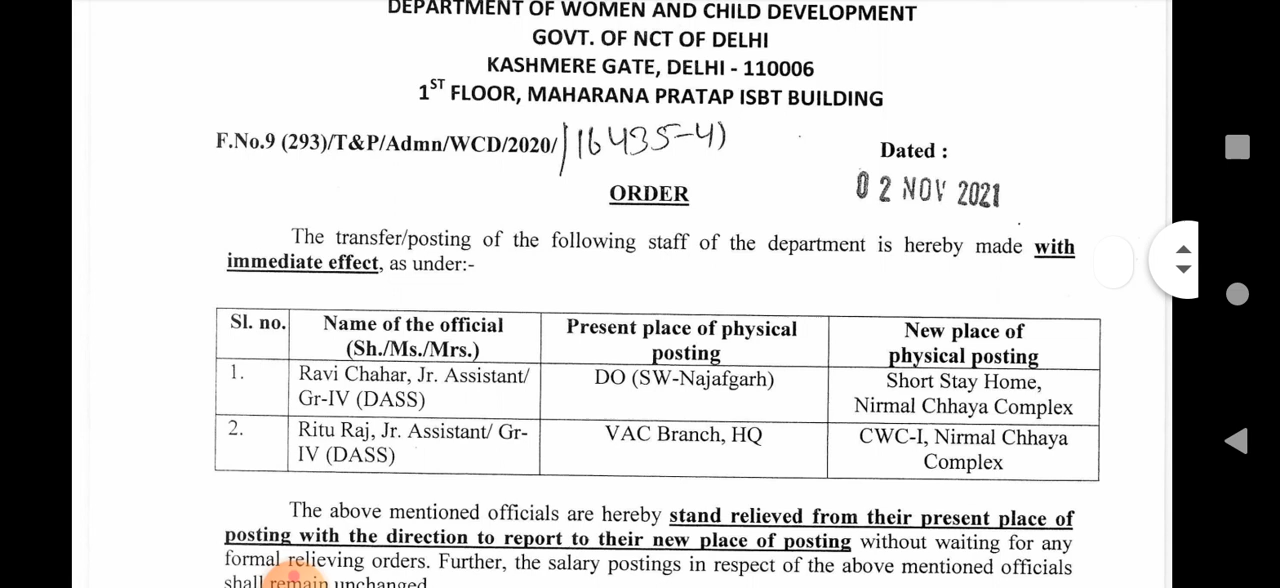 DEPARTMENT OF WOMEN AND CHILD DEVELOPMENT
GOVT. OF NCT OF DELHI
KASHMERE GATE, DELHI - 110006
1ST FLOOR, MAHARANA PRATAP ISBT BUILDING
F.No.9 (293)/T&P/Admn/WCD/2020/ 16435-41
Dated :
02 NOV 2021
ORDER
The transfer/posting of the following staff of the department is hereby made with
immediate effect, as under:-
Sl. no. Name of the official Present place of physical New place of
(Sh./Ms./Mrs.) posting physical posting
1. Ravi Chahar, Jr. Assistant/ DO (SW-Najafgarh) Short Stay Home,
Gr-IV (DASS) Nirmal Chhaya Complex
2. Ritu Raj, Jr. Assistant/ Gr- VAC Branch, HQ CWC-I, Nirmal Chhaya
IV (DASS) Complex
The above mentioned officials are hereby stand relieved from their present place of
posting with the direction to report to their new place of posting without waiting for any
formal relieving orders. Further, the salary postings in respect of the above mentioned officials
shall remain unchanged